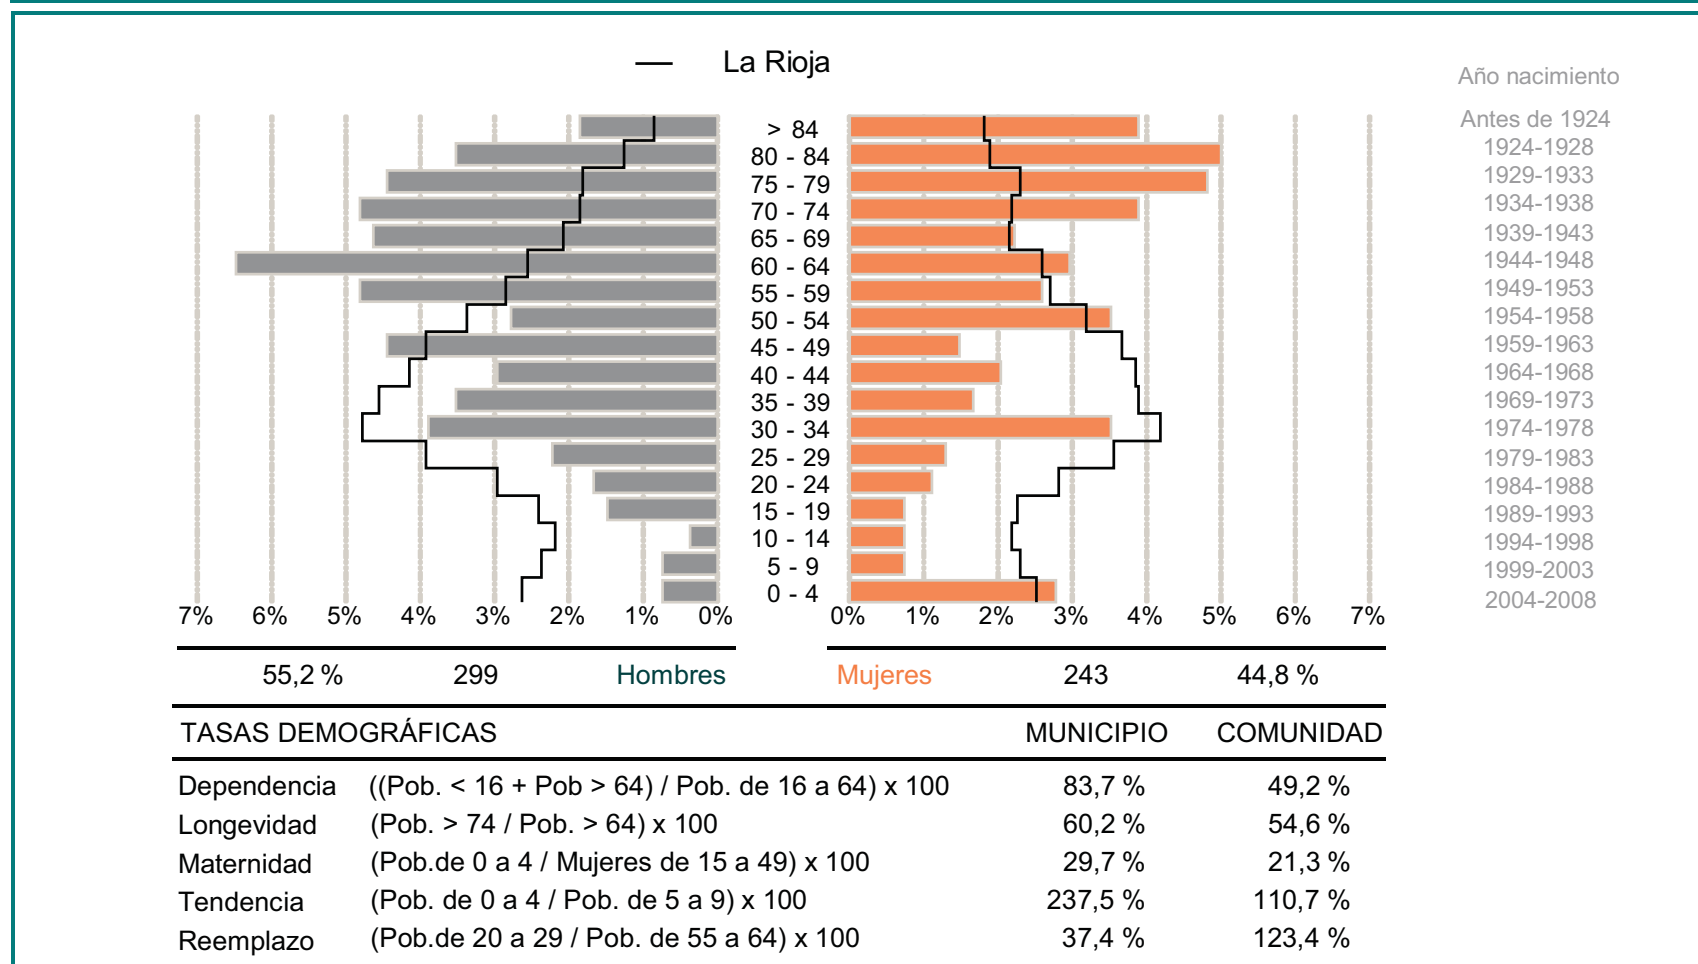 La Rioja
Año nacimiento
> 84 Antes de 1924
80 - 84 1924-1928
75 - 79 1929-1933
70 - 74 1934-1938
65 - 69 1939-1943
60 - 64 1944-1948
55 - 59 1949-1953
50 - 54 1954-1958
45 - 49 1959-1963
40 - 44 1964-1968
35 - 39 1969-1973
30 - 34 1974-1978
25 - 29 1979-1983
20 - 24 1984-1988
15 - 19 1989-1993
10 - 14 1994-1998
5 - 9 1999-2003
0 - 4 2004-2008
7% 6% 5% 4% 3% 2% 1% 0% 0% 1% 2% 3% 4% 5% 6% 7%
55,2 % 299 Hombres Mujeres 243 44,8 %
TASAS DEMOGRÁFICAS MUNICIPIO COMUNIDAD
Dependencia ((Pob. < 16 + Pob > 64) / Pob. de 16 a 64) x 100 83,7 % 49,2 %
Longevidad (Pob. > 74 / Pob. > 64) x 100 60,2 % 54,6 %
Maternidad (Pob.de 0 a 4 / Mujeres de 15 a 49) x 100 29,7 % 21,3 %
Tendencia (Pob. de 0 a 4 / Pob. de 5 a 9) x 100 237,5 % 110,7 %
Reemplazo (Pob.de 20 a 29 / Pob. de 55 a 64) x 100 37,4 % 123,4 %